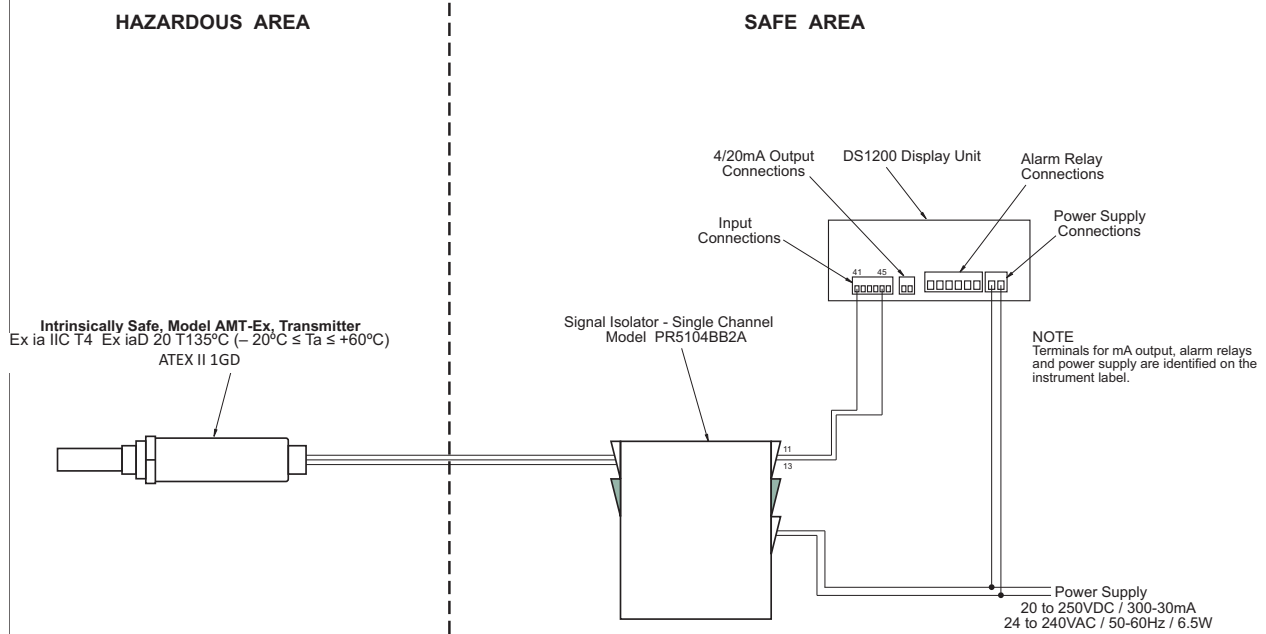 HAZARDOUS AREA
SAFE AREA
4/20mA Output
Connections
DS1200 Display Unit
Alarm Relay
Connections
Input
Connections
Power Supply
Connections
41 45
Intrinsically Safe, Model AMT-Ex, Transmitter
Ex ia IIC T4 Ex iaD 20 T135ºC (– 20ºC ≤ Ta ≤ +60ºC)
ATEX II 1GD
Signal Isolator - Single Channel
Model PR5104BB2A
NOTE
Terminals for mA output, alarm relays
and power supply are identified on the
instrument label.
11
13
Power Supply
20 to 250VDC / 300-30mA
24 to 240VAC / 50-60Hz / 6.5W